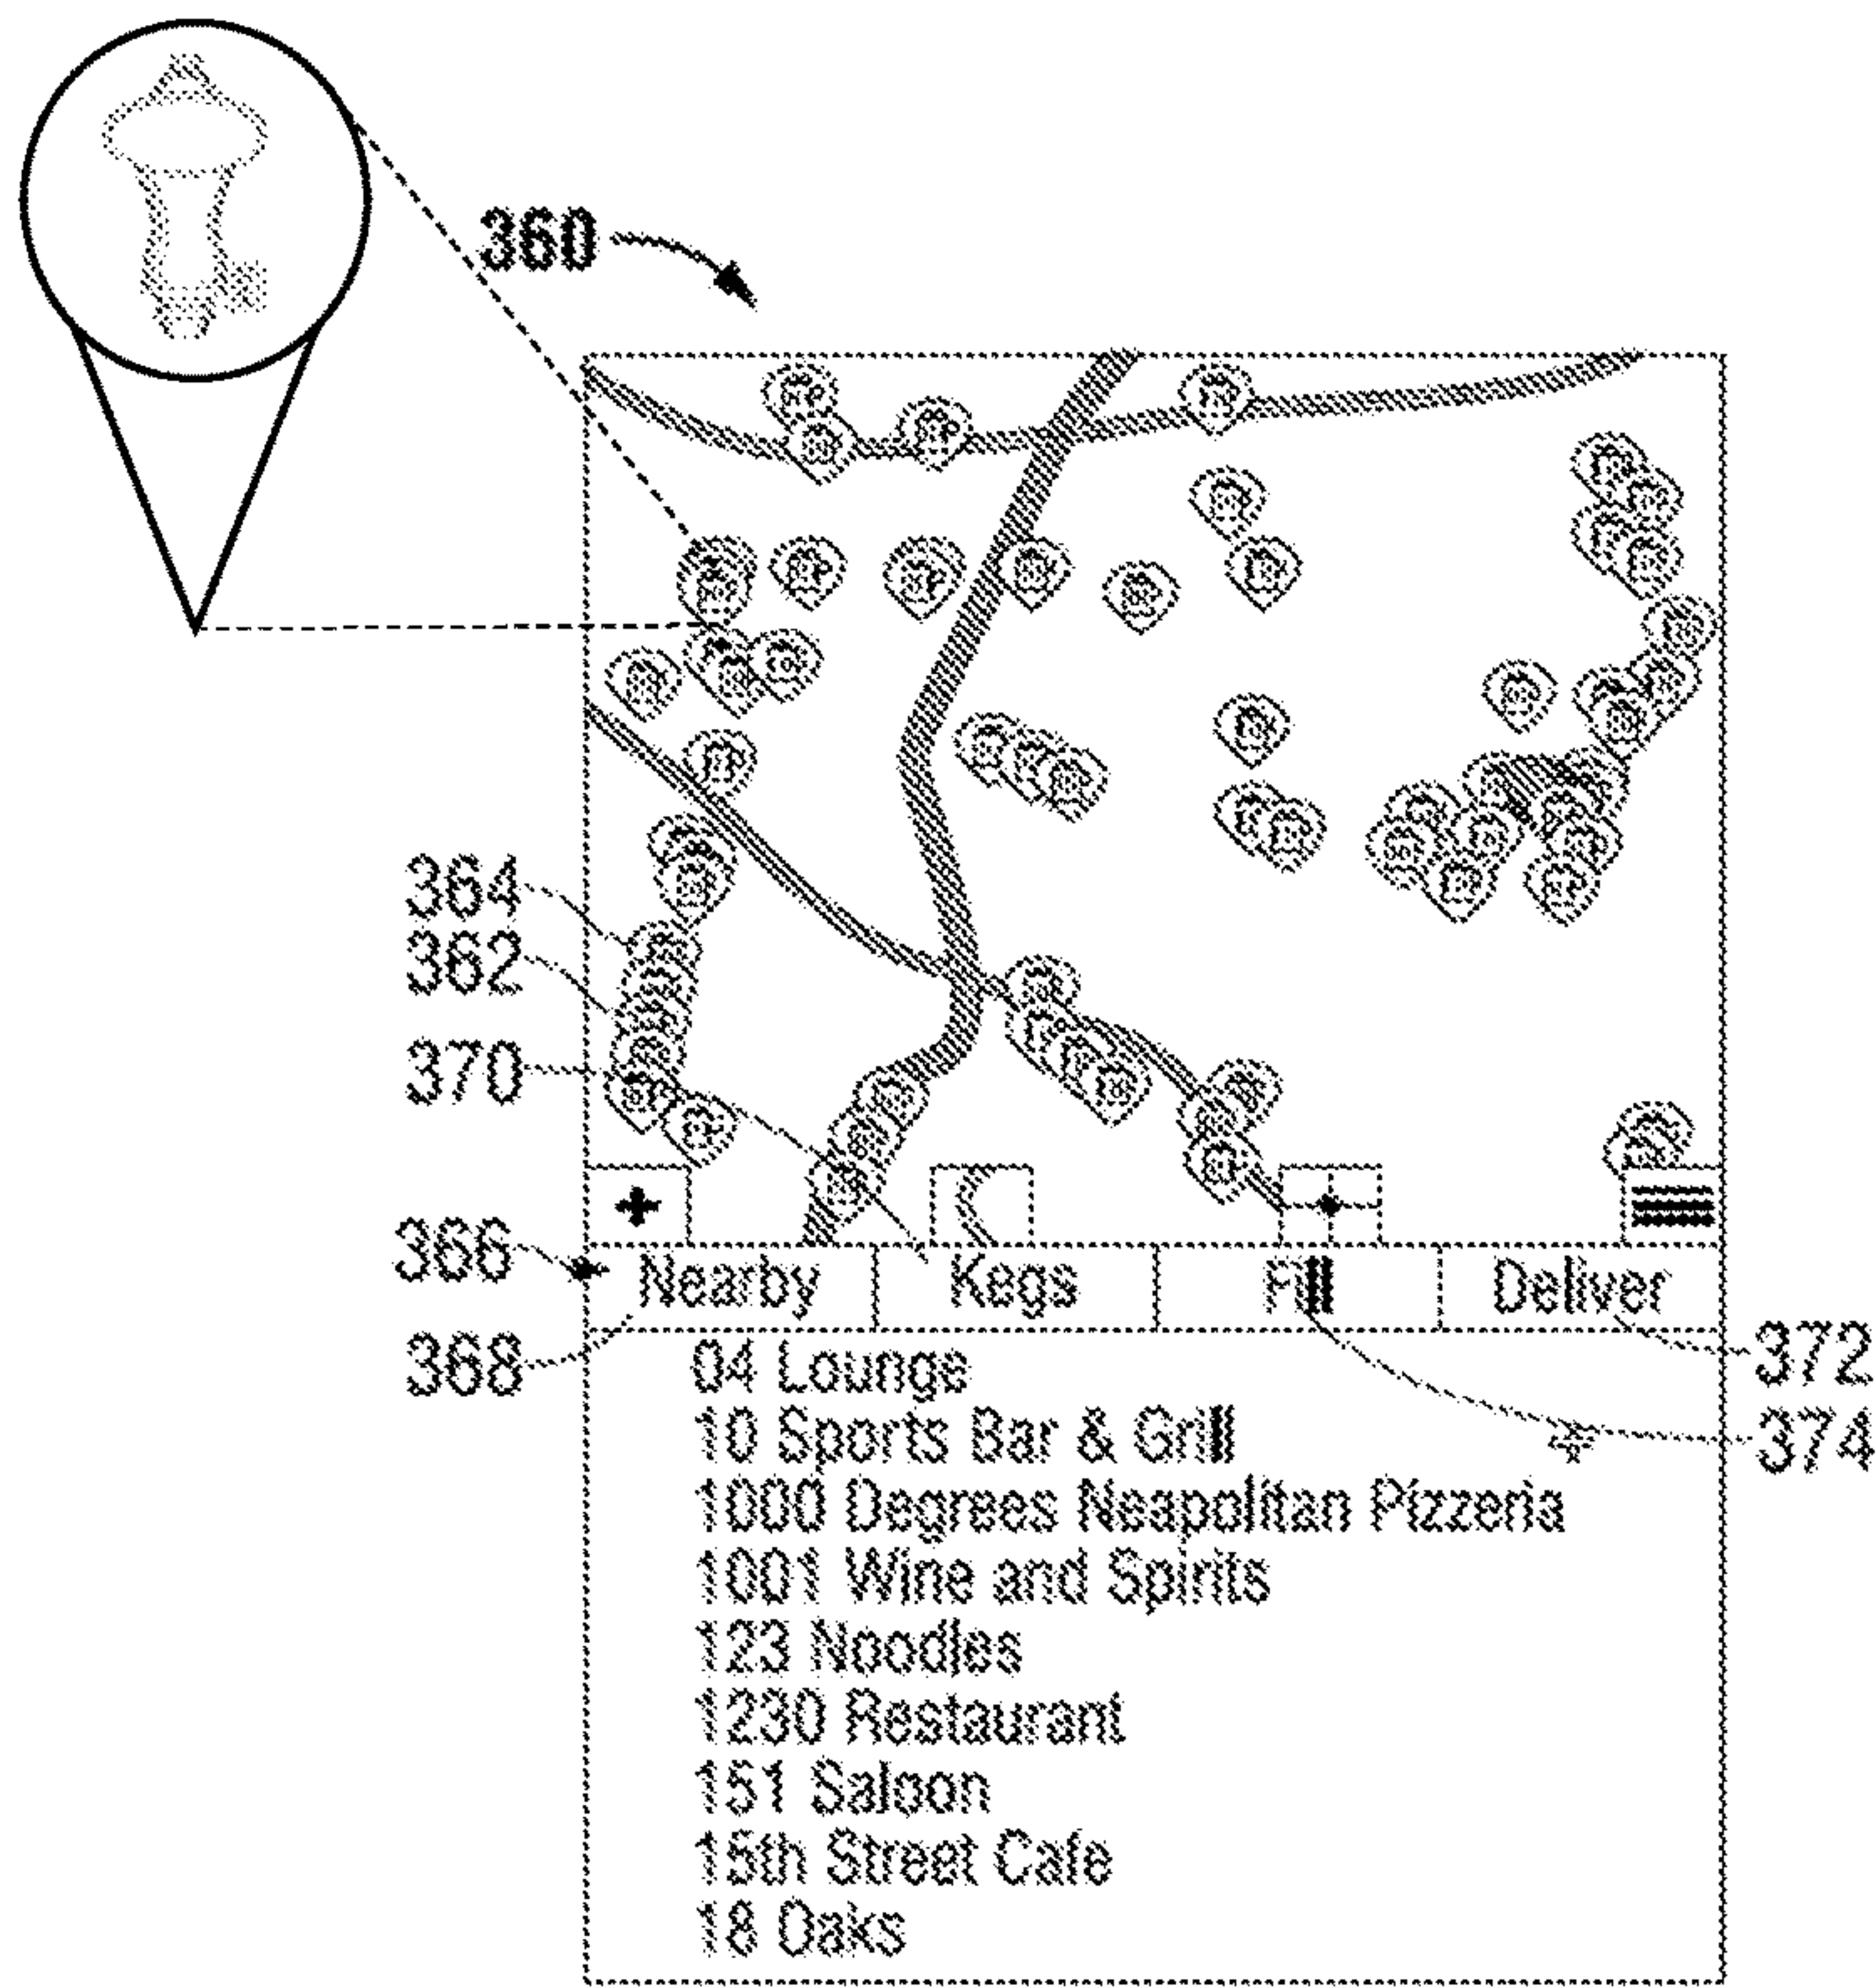 360
364
362
370
366
Nearby Kegs Fill Deliver
368
372
04 Lounge
10 Sports Bar & Grill
374
1000 Degrees Neapolitan Pizzeria
1001 Wine and Spirits
123 Noodles
1230 Restaurant
151 Saloon
15th Street Cafe
18 Oaks